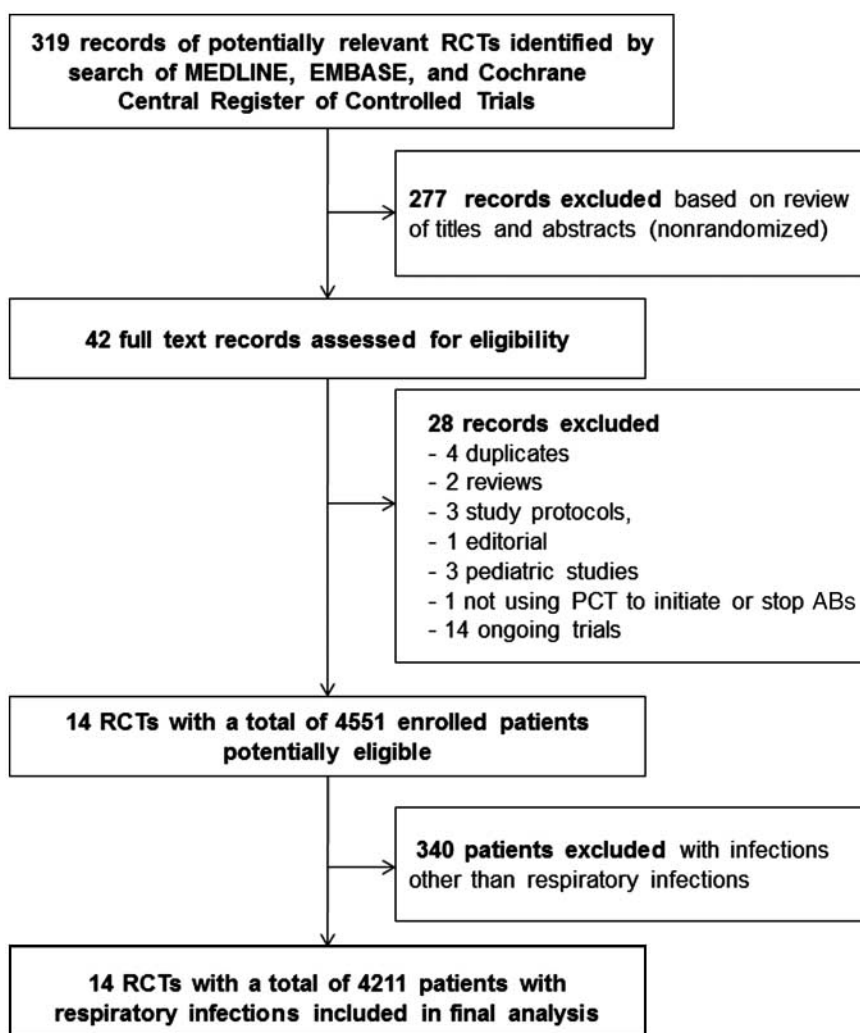 319 records of potentially relevant RCTs identified by
search of MEDLINE, EMBASE, and Cochrane
Central Register of Controlled Trials
277 records excluded based on review
of titles and abstracts (nonrandomized)
42 full text records assessed for eligibility
28 records excluded
- 4 duplicates
- 2 reviews
- 3 study protocols,
- 1 editorial
- 3 pediatric studies
- 1 not using PCT to initiate or stop ABs
- 14 ongoing trials
14 RCTs with a total of 4551 enrolled patients
potentially eligible
340 patients excluded with infections
other than respiratory infections
14 RCTs with a total of 4211 patients with
respiratory infections included in final analysis